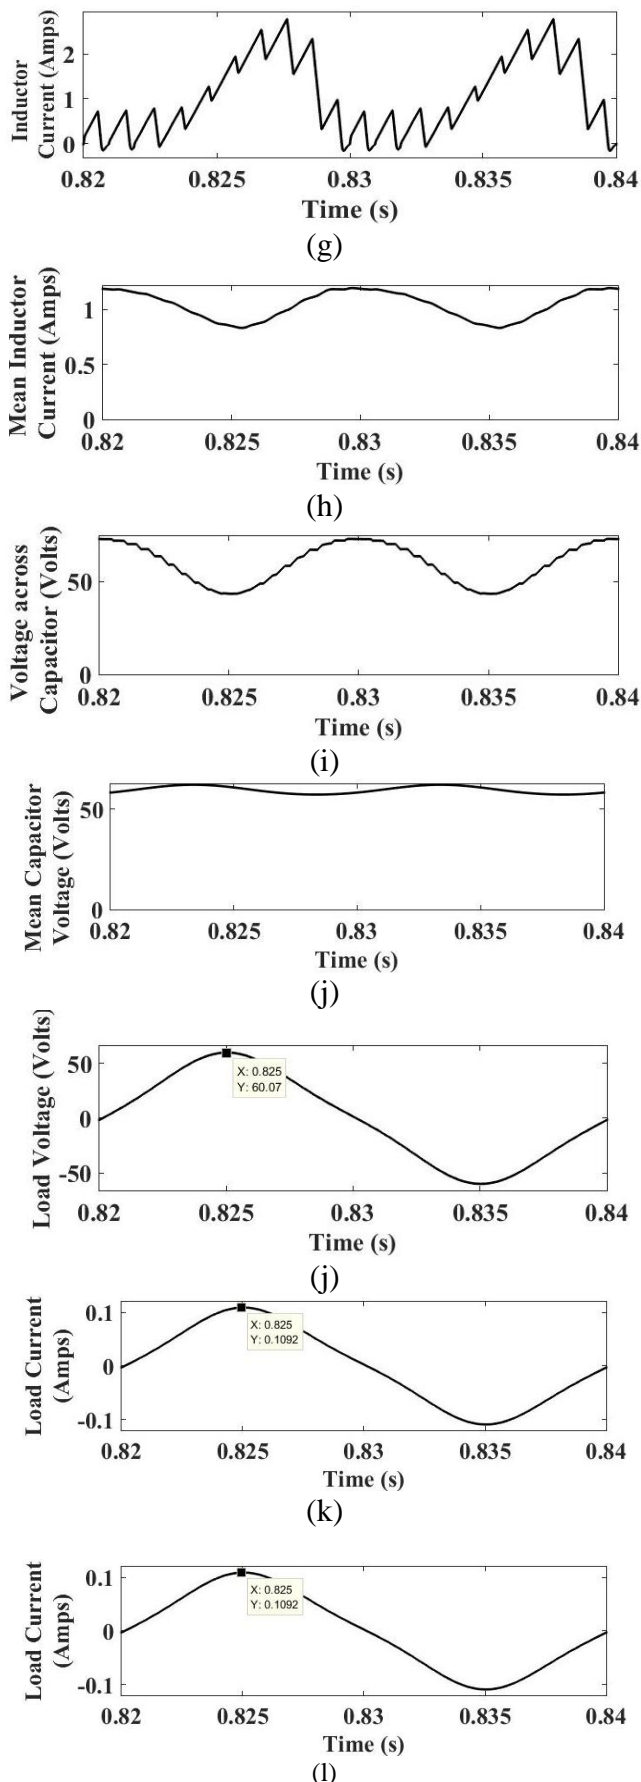 Inductor
Current (Amps)
2
1
0
0.82
0.825
0.83
0.835
0.84
Time (s)
(g)
Mean Inductor
Current (Amps)
1
0.5
0
0.82
0.825
0.83
0.835
0.84
Time (s)
(h)
Voltage across
Capacitor (Volts)
50
0
0.82
0.825
0.83
0.835
0.84
Time (s)
(i)
Mean Capacitor
Voltage (Volts)
50
0
0.82
0.825
0.83
0.835
0.84
Time (s)
(j)
Load Voltage (Volts)
50
0
-50
X: 0.825
Y: 60.07
0.82
0.825
0.83
0.835
0.84
Time (s)
(j)
Load Current
(Amps)
0.1
0
-0.1
X: 0.825
Y: 0.1092
0.82
0.825
0.83
0.835
0.84
Time (s)
(k)
Load Current
(Amps)
0.1
0
-0.1
X: 0.825
Y: 0.1092
0.82
0.825
0.83
0.835
0.84
Time (s)
(l)